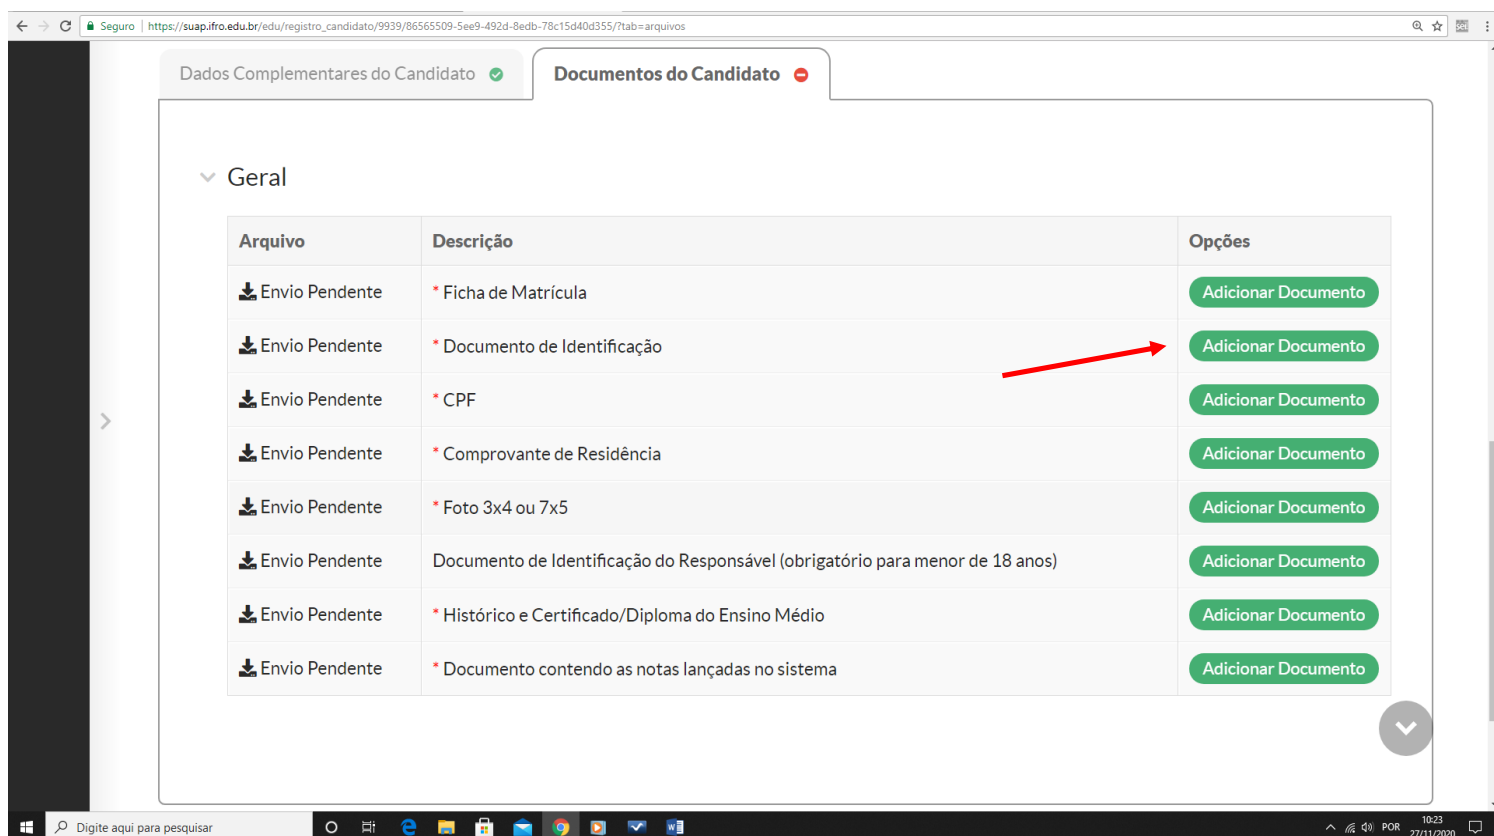 Seguro | https://suap.ifro.edu.br/edu/registro_candidato/9939/86565509-5ee9-492d-8edb-78c15d40d355/?tab=arquivos
Dados Complementares do Candidato
Documentos do Candidato
Geral
Arquivo Descrição Opções
Envio Pendente * Ficha de Matrícula Adicionar Documento
Envio Pendente * Documento de Identificação Adicionar Documento
Envio Pendente * CPF Adicionar Documento
Envio Pendente * Comprovante de Residência Adicionar Documento
Envio Pendente * Foto 3x4 ou 7x5 Adicionar Documento
Envio Pendente Documento de Identificação do Responsável (obrigatório para menor de 18 anos) Adicionar Documento
Envio Pendente * Histórico e Certificado/Diploma do Ensino Médio Adicionar Documento
Envio Pendente * Documento contendo as notas lançadas no sistema Adicionar Documento
Digite aqui para pesquisar
POR
10:23
27/11/2020